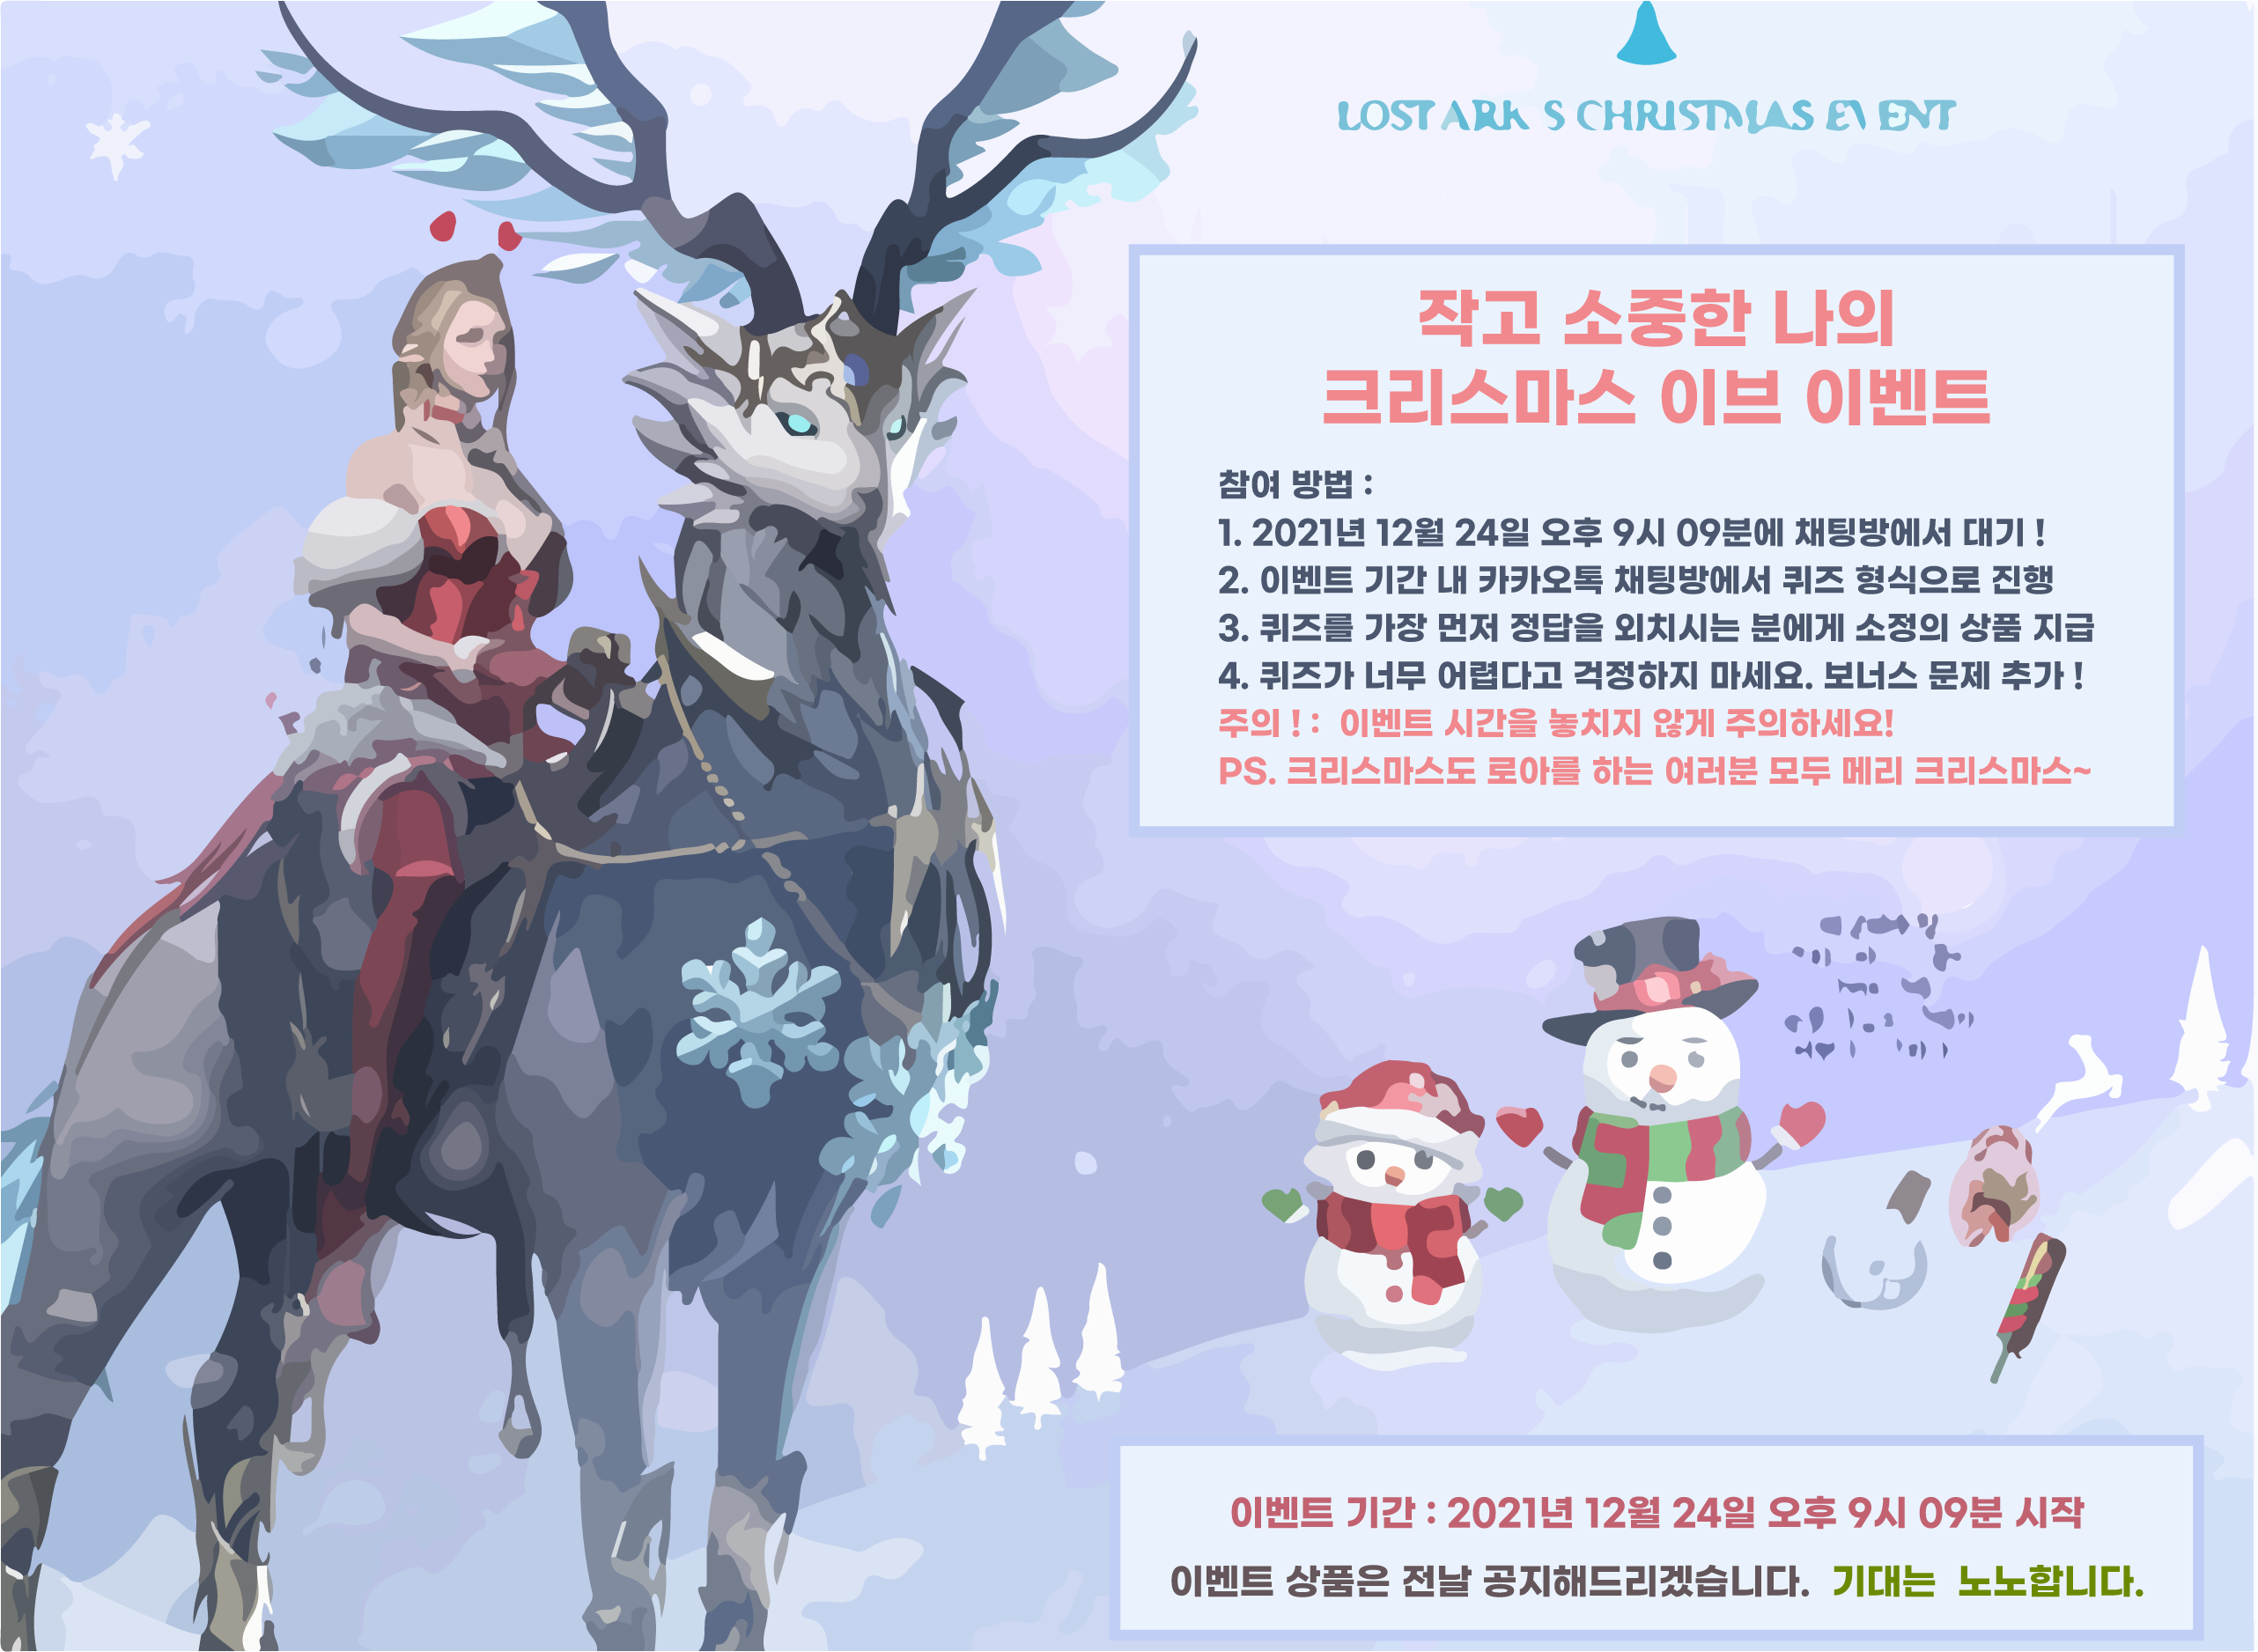 LOST ARK S CHRISTMAS EVENT
작고 소중한 나의
크리스마스 이브 이벤트
참여 방법 :
1. 2021년 12월 24일 오후 9시 09분에 채팅방에서 대기 !
2. 이벤트 기간 내 카카오톡 채팅방에서 퀴즈 형식으로 진행
3. 퀴즈를 가장 먼저 정답을 외치시는 분에게 소정의 상품 지급
4. 퀴즈가 너무 어렵다고 걱정하지 마세요. 보너스 문제 추가 !
주의 ! : 이벤트 시간을 놓치지 않게 주의하세요!
PS. 크리스마스도 로아를 하는 여러분 모두 메리 크리스마스~
이벤트 기간 : 2021년 12월 24일 오후 9시 09분 시작
이벤트 상품은 전날 공지해드리겠습니다. 기대는 노노합니다.